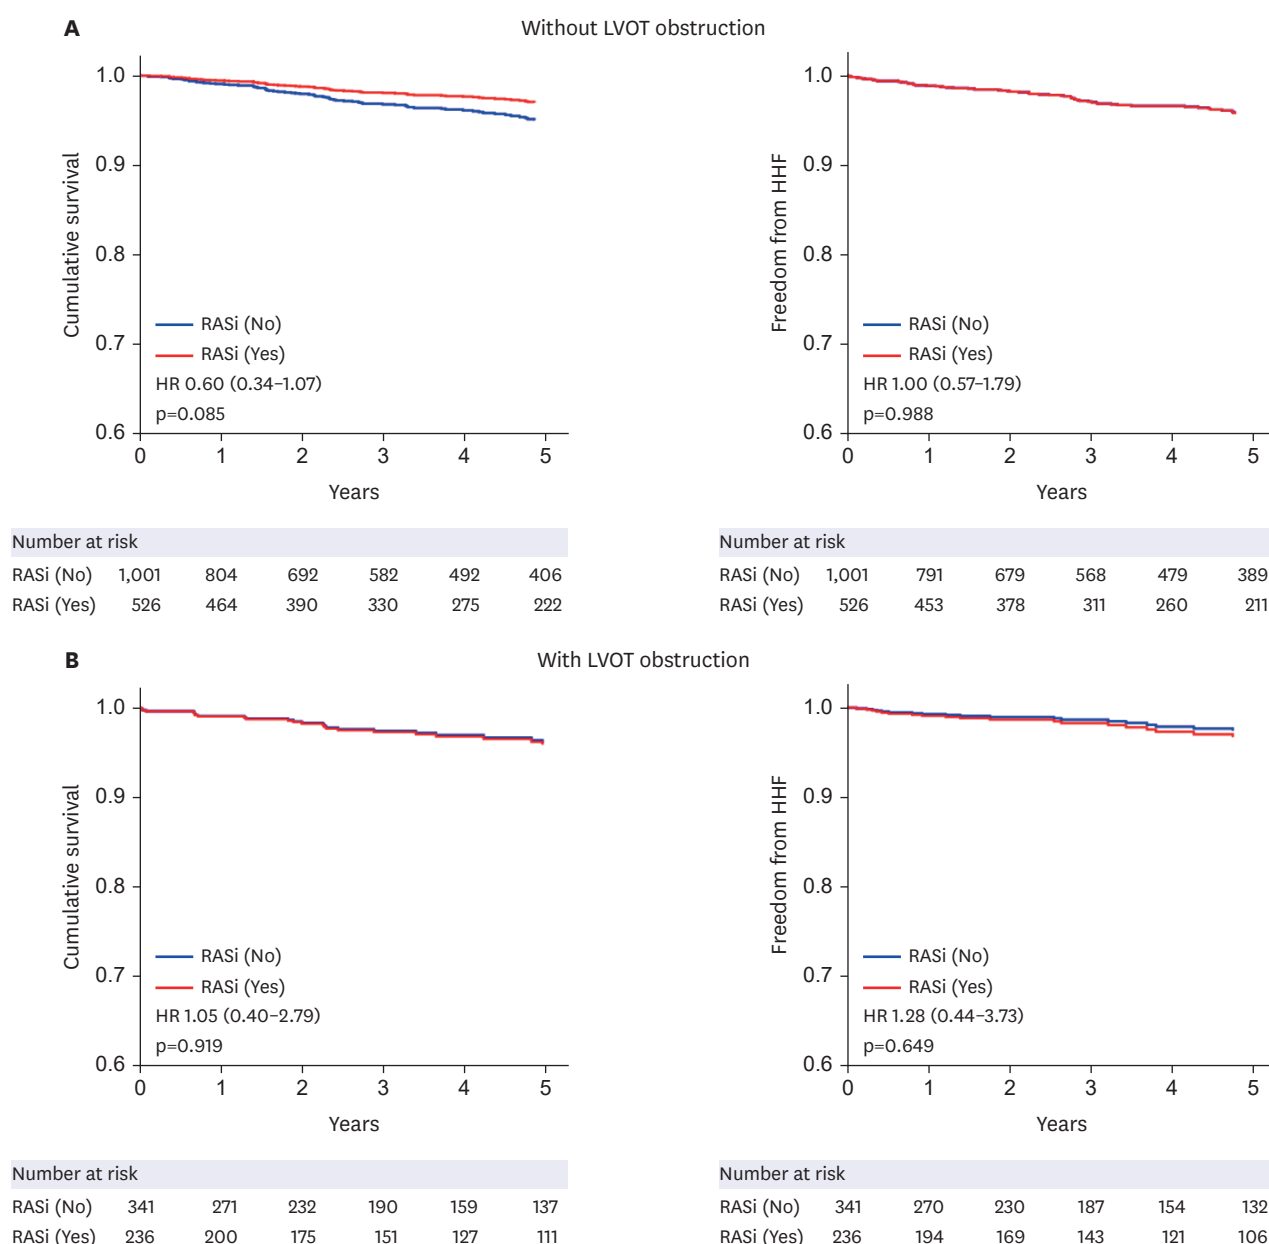 A
Without LVOT obstruction
Cumulative survival
1.0
0.9
0.8
0.7
0.6
RASi (No)
RASi (Yes)
HR 0.60 (0.34–1.07)
p=0.085
0 1 2 3 4 5
Years
Freedom from HHF
1.0
0.9
0.8
0.7
0.6
RASi (No)
RASi (Yes)
HR 1.00 (0.57–1.79)
p=0.988
0 1 2 3 4 5
Years
Number at risk
RASi (No) 1,001 804 692 582 492 406
RASi (Yes) 526 464 390 330 275 222
Number at risk
RASi (No) 1,001 791 679 568 479 389
RASi (Yes) 526 453 378 311 260 211
B
With LVOT obstruction
Cumulative survival
1.0
0.9
0.8
0.7
0.6
RASi (No)
RASi (Yes)
HR 1.05 (0.40–2.79)
p=0.919
0 1 2 3 4 5
Years
Freedom from HHF
1.0
0.9
0.8
0.7
0.6
RASi (No)
RASi (Yes)
HR 1.28 (0.44–3.73)
p=0.649
0 1 2 3 4 5
Years
Number at risk
RASi (No) 341 271 232 190 159 137
RASi (Yes) 236 200 175 151 127 111
Number at risk
RASi (No) 341 270 230 187 154 132
RASi (Yes) 236 194 169 143 121 106